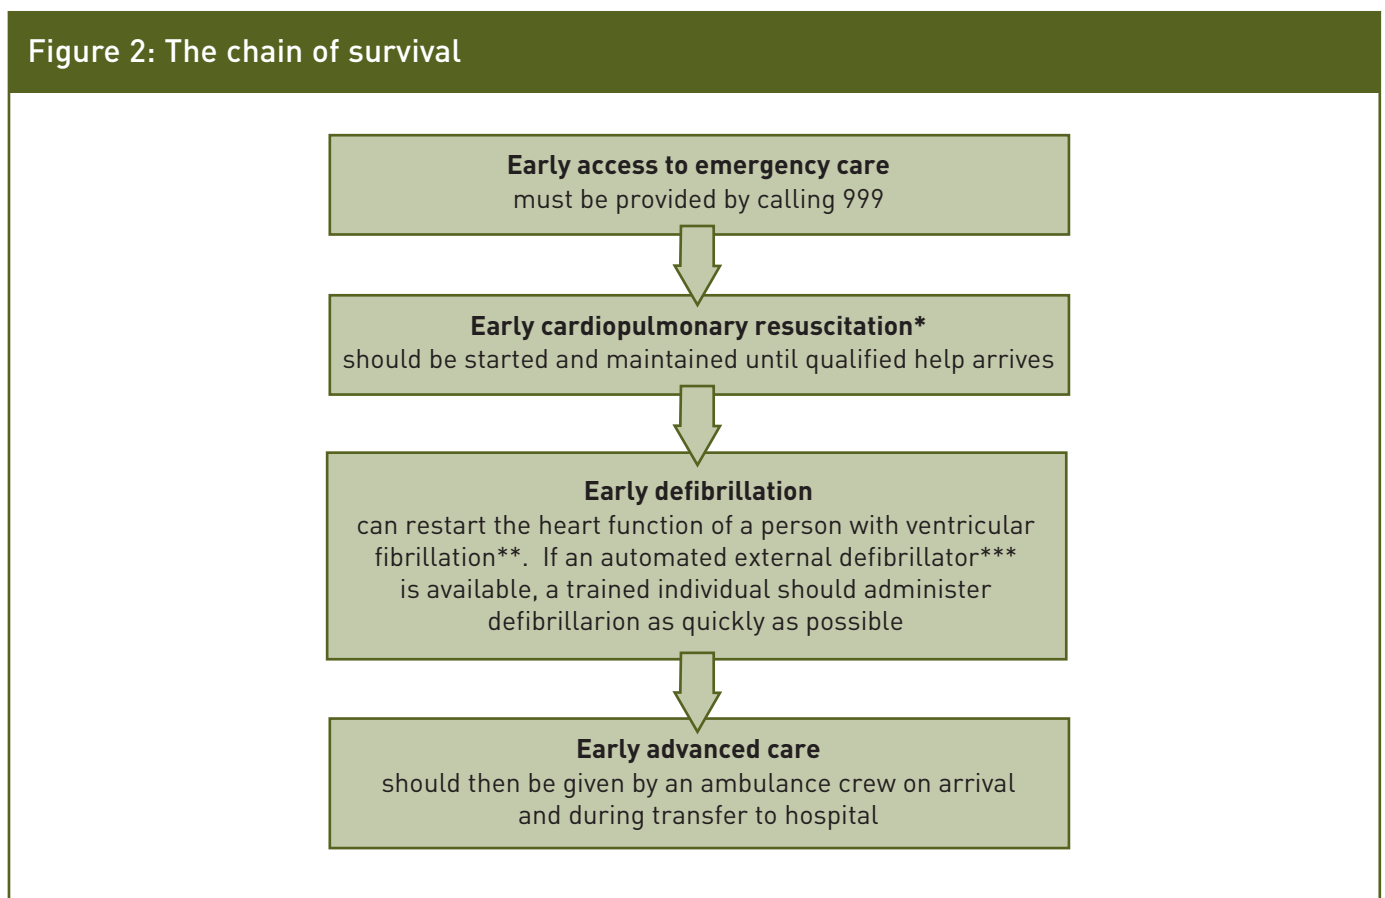 Figure 2: The chain of survival
Early access to emergency care
must be provided by calling 999
Early cardiopulmonary resuscitation*
should be started and maintained until qualified help arrives
Early defibrillation
can restart the heart function of a person with ventricular
fibrillation**.  If an automated external defibrillator***
is available, a trained individual should administer
defibrillarion as quickly as possible
Early advanced care
should then be given by an ambulance crew on arrival
and during transfer to hospital